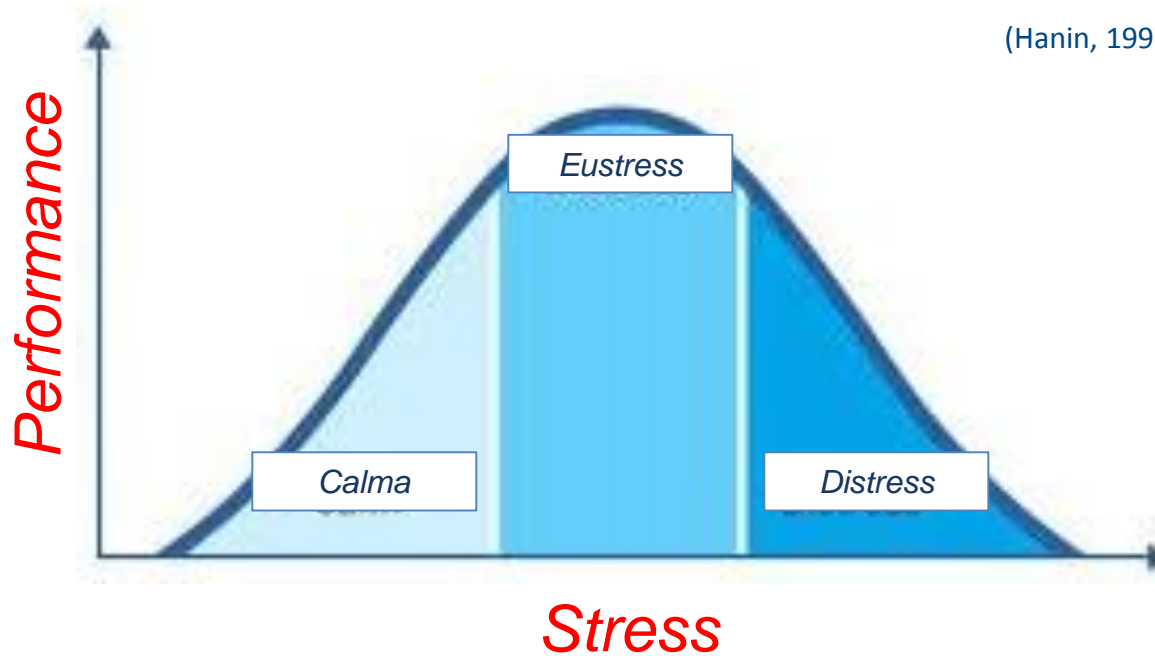 (Hanin, 199
Performance
Eustress
Calma
Distress
Stress